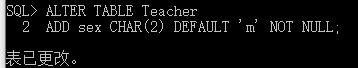 SQL> ALTER TABLE Teacher
  2  ADD sex CHAR(2) DEFAULT 'm' NOT NULL;
表已更改。